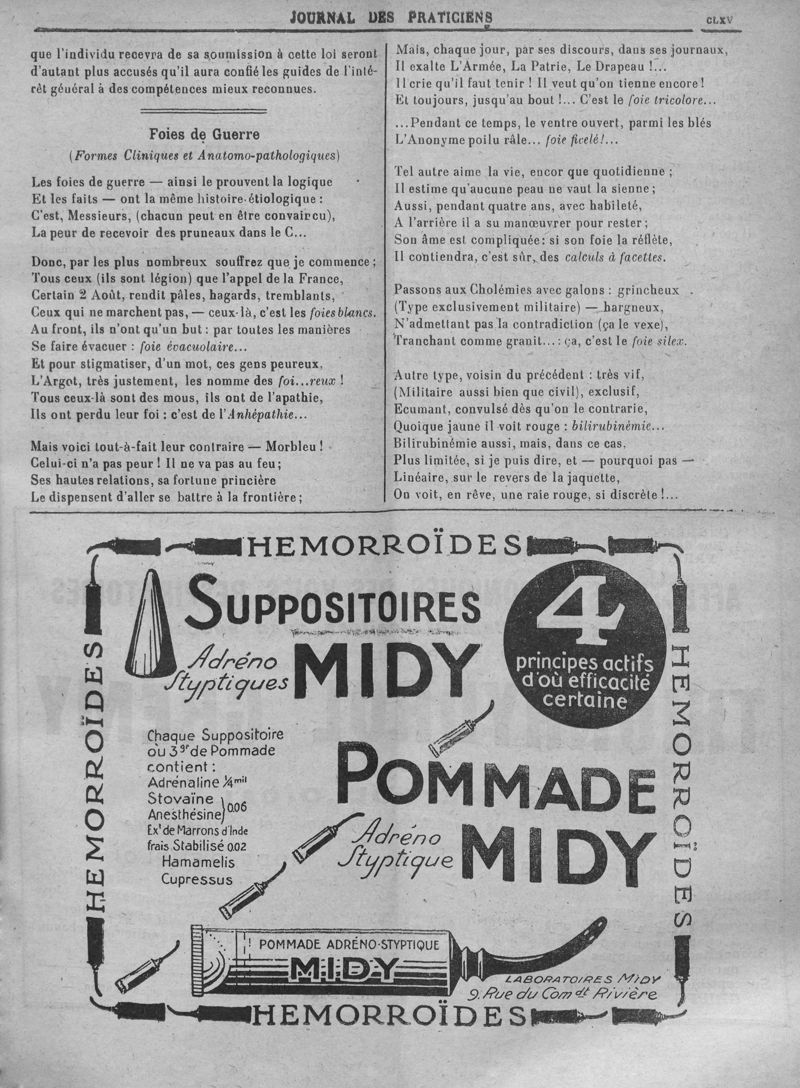 JOURNAL DES PRATICIENS
CLXV
que l'individu recevra de sa soumission à cette loi seront
d'autant plus accusés qu'il aura confié les guides de l'inté-
rêt général à des compétences mieux reconnues.
Foies de Guerre
(Formes Cliniques et Anatomo-pathologiques)
Les foies de guerre — ainsi le prouvent la logique
Et les faits — ont la même histoire étiologique :
C'est, Messieurs, (chacun peut en être convaircu),
La peur de recevoir des pruneaux dans le C...
Donc, par les plus nombreux souffrez que je commence ;
Tous ceux (ils sont légion) que l'appel de la France,
Certain 2 Août, rendit pâles, hagards, tremblants,
Ceux qui ne marchent pas, — ceux-là, c'est les foies blancs.
Au front, ils n'ont qu'un but : par toutes les manières
Se faire évacuer : foie évacuolaire...
Et pour stigmatiser, d'un mot, ces gens peureux,
L'Argot, très justement, les nomme des foi...reux !
Tous ceux-là sont des mous, ils ont de l'apathie,
Ils ont perdu leur foi : c'est de l'Anhépathie...
Mais voici tout-à-fait leur contraire — Morbleu !
Celui-ci n'a pas peur ! Il ne va pas au feu ;
Ses hautes relations, sa fortune princière
Le dispensent d'aller se battre à la frontière ;
Mais, chaque jour, par ses discours, dans ses journaux,
Il exalte L'Armée, La Patrie, Le Drapeau !...
Il crie qu'il faut tenir ! Il veut qu'on tienne encore !
Et toujours, jusqu'au bout !... C'est le foie tricolore...
...Pendant ce temps, le ventre ouvert, parmi les blés
L'Anonyme poilu râle... foie ficelé!...
Tel autre aime la vie, encor que quotidienne ;
Il estime qu'aucune peau ne vaut la sienne ;
Aussi, pendant quatre ans, avec habileté,
A l'arrière il a su manœuvrer pour rester ;
Son âme est compliquée: si son foie la réflète,
Il contiendra, c'est sûr, des calculs à facettes.
Passons aux Cholémies avec galons : grincheux
(Type exclusivement militaire) — hargneux,
N'admettant pas la contradiction (ça le vexe),
Tranchant comme granit...: ça, c'est le foie silex.
Autre type, voisin du précédent : très vif,
(Militaire aussi bien que civil), exclusif,
Ecumant, convulsé dès qu'on le contrarie,
Quoique jaune il voit rouge : bilirubinémie...
Bilirubinémie aussi, mais, dans ce cas,
Plus limitée, si je puis dire, et — pourquoi pas —
Linéaire, sur le revers de la jaquette,
On voit, en rêve, une raie rouge, si discrète !...
HEMORROÏDES
SUPPOSITOIRES
Adréno
Styptiques
MIDY
4
principes actifs
d'où efficacité
certaine
HEMORROÏDES
HEMORROÏDES
Chaque Suppositoire
ou 3gr de Pommade
contient :
Adrénaline 1/4 mil
Stovaïne
Anesthésine
0.06
Ext de Marrons d'Inde
frais Stabilisé 0.02
Hamamelis
Cupressus
POMMADE
Adréno
Styptique
MIDY
POMMADE ADRÉNO-STYPTIQUE
MIDY
LABORATOIRES MIDY
9. Rue du Comdt Rivière
HEMORROÏDES